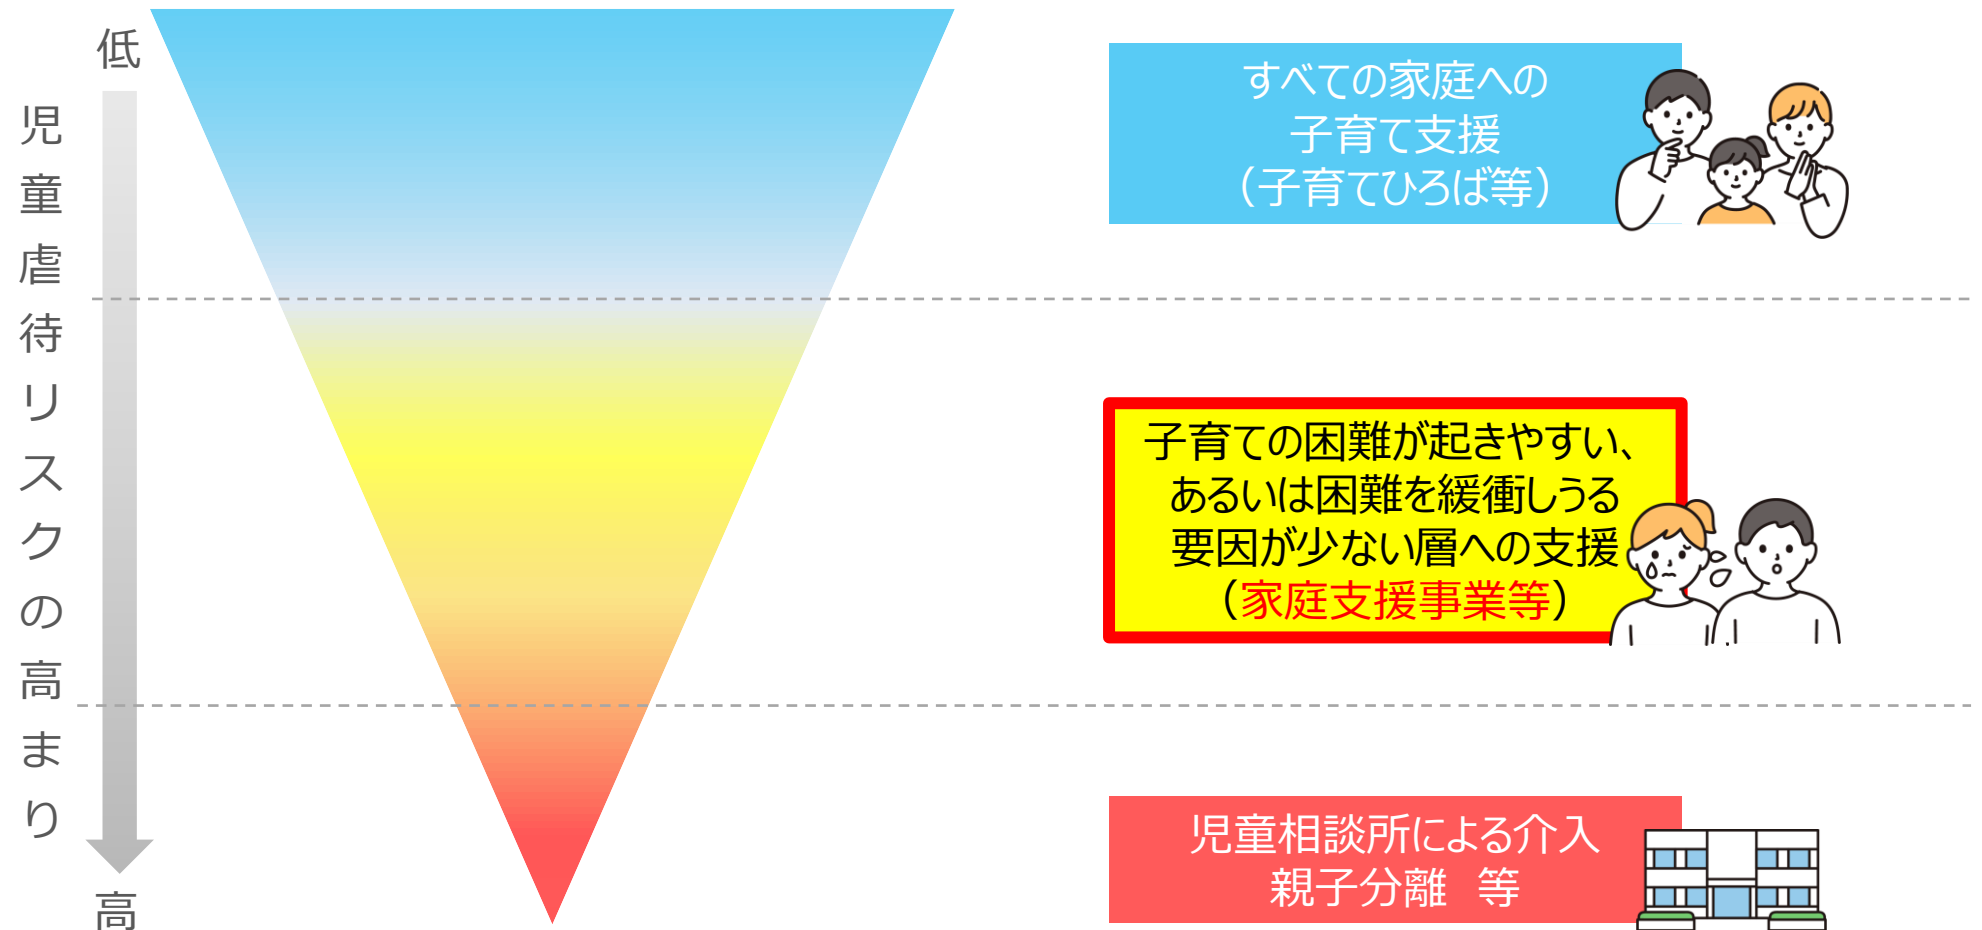 低
児童虐待リスクの高まり
高
すべての家庭への
子育て支援
（子育てひろば等）
子育ての困難が起きやすい、
あるいは困難を緩衝しうる
要因が少ない層への支援
（家庭支援事業等）
児童相談所による介入
親子分離　等